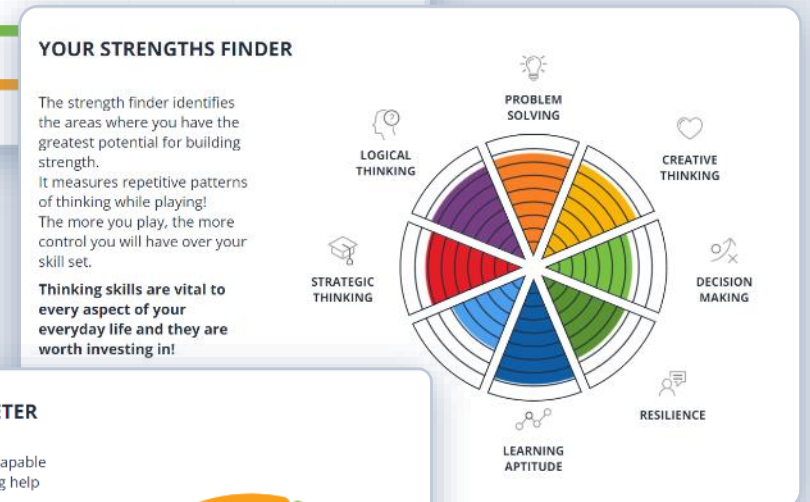 YOUR STRENGTHS FINDER
The strength finder identifies
the areas where you have the
greatest potential for building
strength.
It measures repetitive patterns
of thinking while playing!
The more you play, the more
control you will have over your
skill set.
Thinking skills are vital to
every aspect of your
everyday life and they are
worth investing in!
PROBLEM
SOLVING
CREATIVE
THINKING
DECISION
MAKING
RESILIENCE
LEARNING
APTITUDE
STRATEGIC
THINKING
LOGICAL
THINKING
help